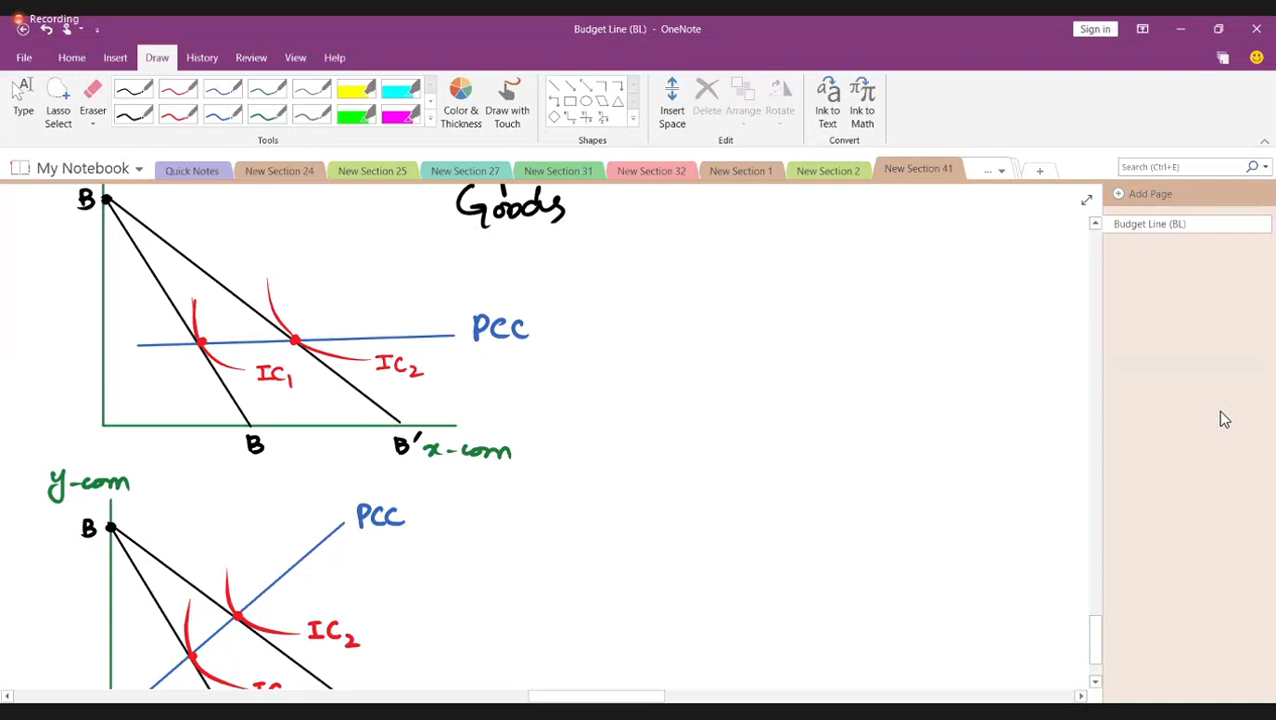 Recording
Budget Line (BL) - OneNote
Sign in
File Home Insert Draw History Review View Help
Type
Lasso Select
Eraser
Color & Thickness
Draw with Touch
Insert Space
Delete
Arrange
Rotate
Ink to Text
Ink to Math
Tools
Shapes
Edit
Convert
My Notebook
Quick Notes
New Section 24
New Section 25
New Section 27
New Section 31
New Section 32
New Section 1
New Section 2
New Section 41
...
Search (Ctrl+E)
Add Page
Budget Line (BL)
B
Goods
PCC
IC2
IC1
B
B' x-com
y-com
B
PCC
IC2
IC